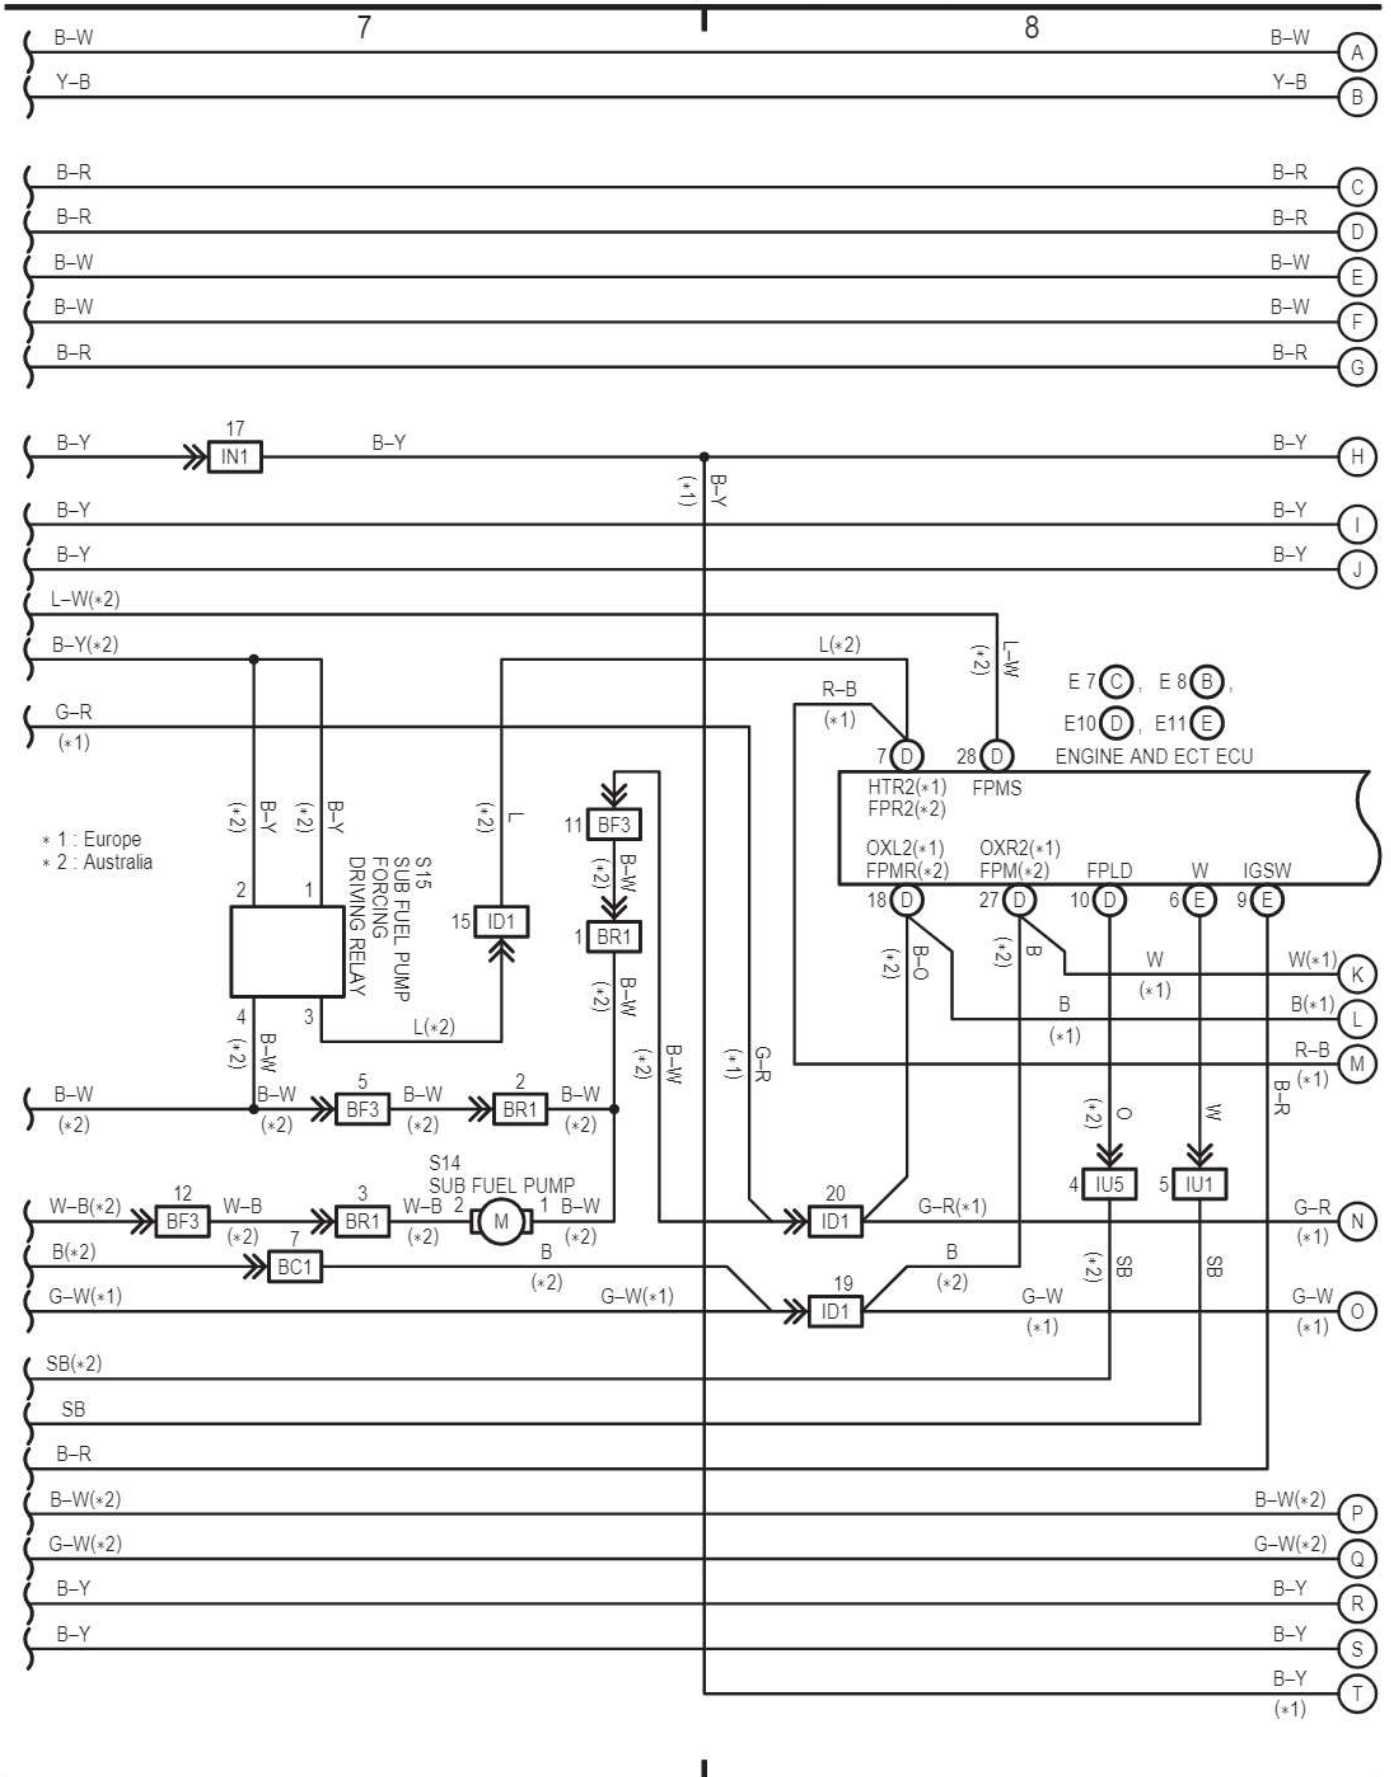 7 8
B–W B–W A
Y–B Y–B B
B–R B–R C
B–R B–R D
B–W B–W E
B–W B–W F
B–R B–R G
17
B–Y IN1 B–Y B–Y H
B–Y
(*1)
B–Y B–Y I
B–Y B–Y J
L–W(*2)
B–Y(*2) L(*2)
L–W
(*2)
R–B
(*1)
G–R
(*1)
E 7 C , E 8 B ,
E10 D , E11 E
7 D 28 D ENGINE AND ECT ECU
HTR2(*1) FPMS
FPR2(*2)
B–Y
(*2)
B–Y
(*2)
L
(*2)
11 BF3
* 1 : Europe
* 2 : Australia
OXL2(*1) OXR2(*1)
FPMR(*2) FPM(*2) FPLD W IGSW
18 D 27 D 10 D 6 E 9 E
B–W
(*2)
S15
SUB FUEL PUMP
FORCING
DRIVING RELAY
2 1
15 ID1
1 BR1
B–O
(*2)
B
(*2)
B–W
(*2)
W W(*1) K
(*1)
B B(*1) L
(*1)
4 3
L(*2)
B–W
(*2)
B–W
(*2)
G–R
(*1)
R–B M
(*1)
B–R
5 2
B–W B–W BF3 B–W BR1 B–W
(*2) (*2) (*2) (*2)
O
(*2)
W
S14
SUB FUEL PUMP
4 IU5 5 IU1
12 3 20
W–B(*2) BF3 W–B BR1 W–B 2 M 1 B–W ID1 G–R(*1) G–R N
(*2) (*2) (*2) (*1)
7
B(*2) BC1 B B
(*2) (*2)
SB
(*2)
SB
19
G–W(*1) G–W(*1) ID1 G–W G–W O
(*1) (*1)
SB(*2)
SB
B–R
B–W(*2) B–W(*2) P
G–W(*2) G–W(*2) Q
B–Y B–Y R
B–Y B–Y S
B–Y T
(*1)